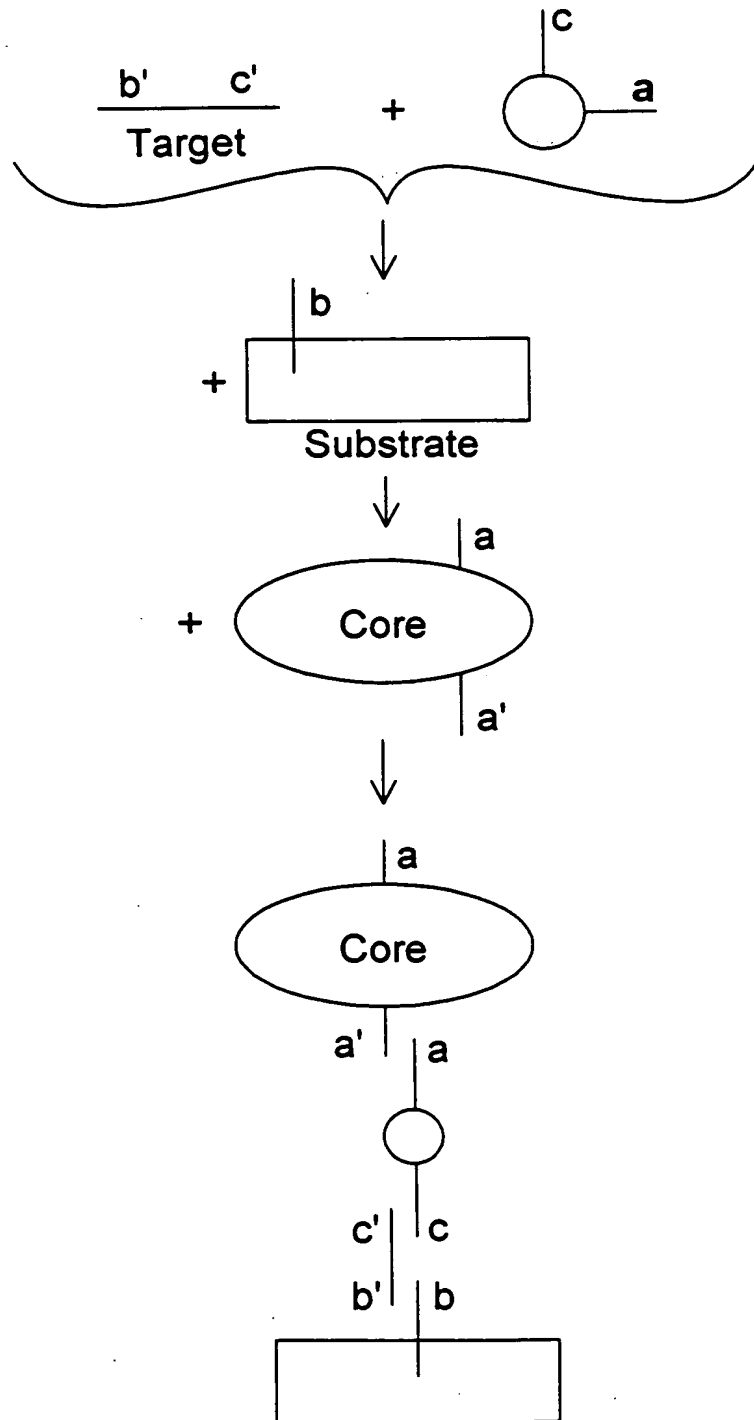 c
b' c' + a
Target
b
+
Substrate
a
+ Core
a'
a
Core
a' a
c' c
b' b